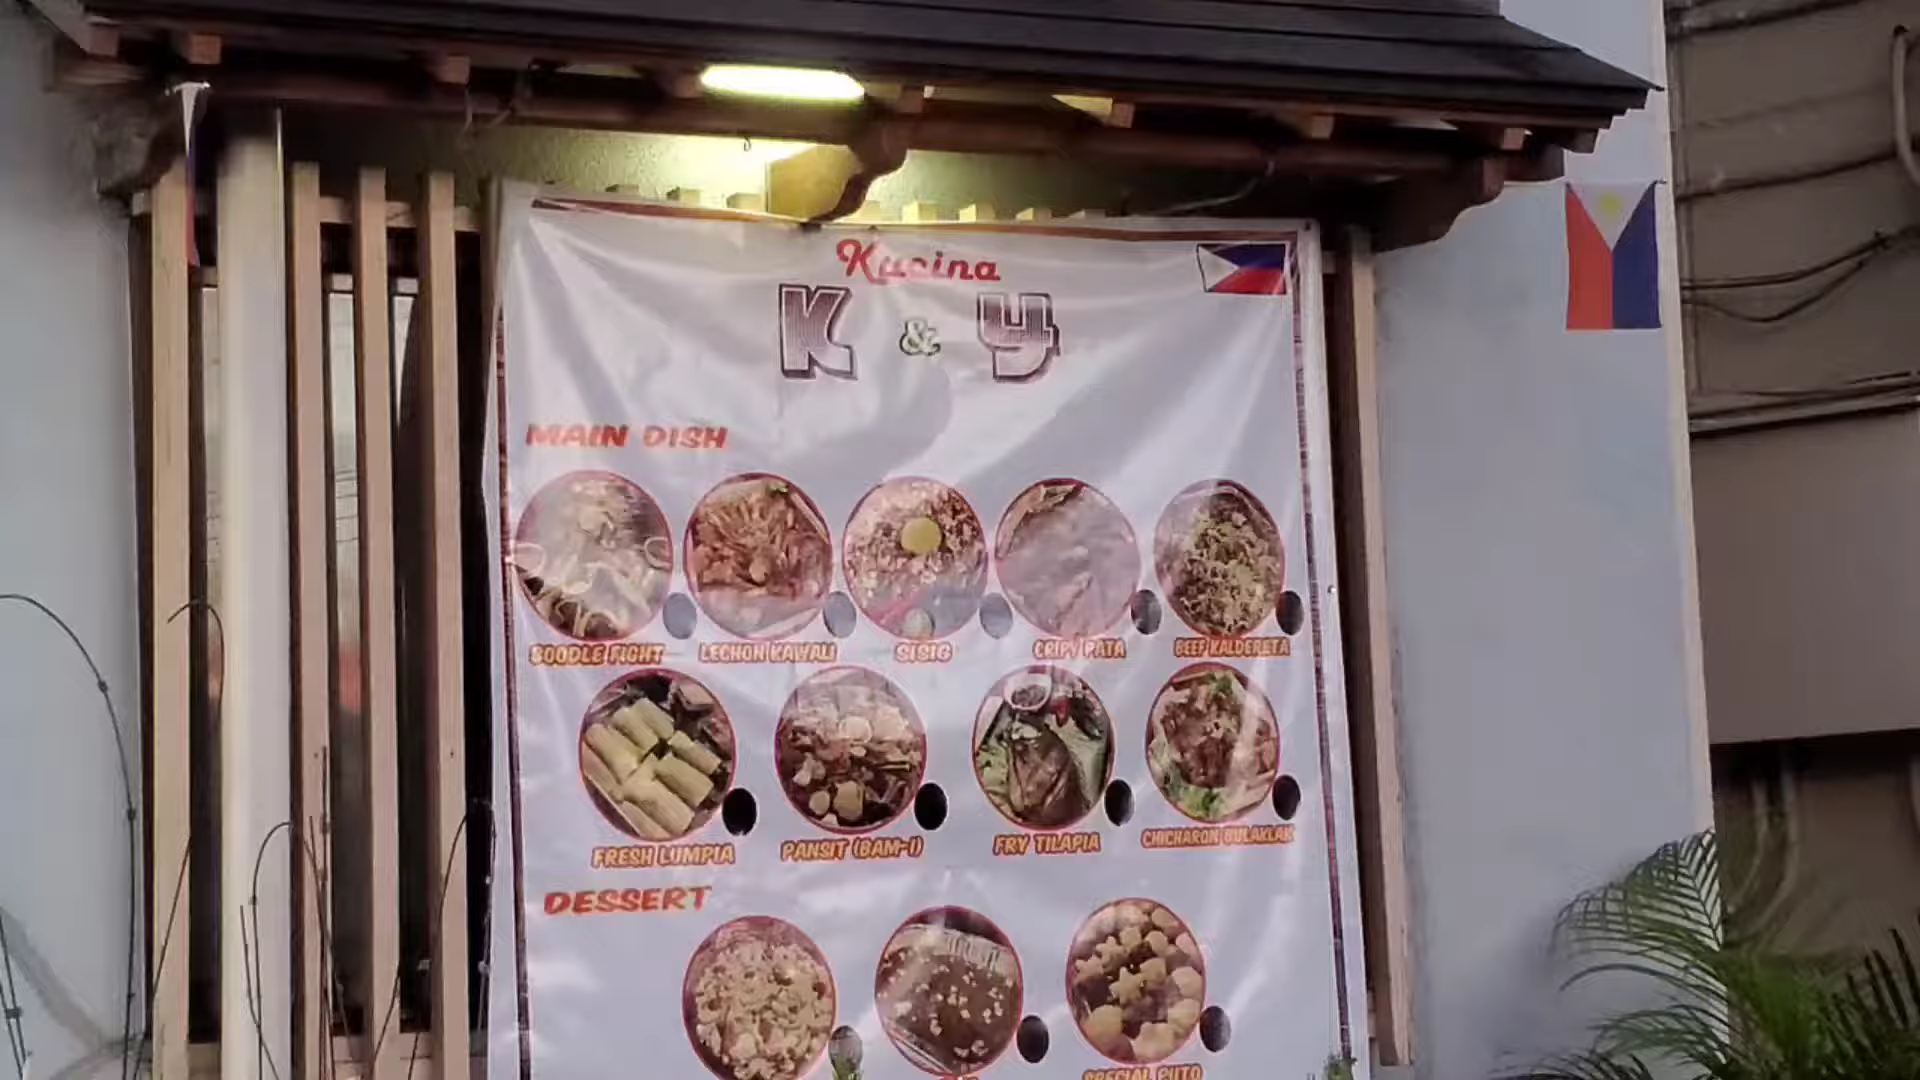 Kucina
K & Y
MAIN DISH
BOODLE FIGHT
LECHON KAWALI
SISIG
CRIPY PATA
BEEF KALDERETA
FRESH LUMPIA
PANSIT (BAM-I)
FRY TILAPIA
CHICHARON BULAKLAK
DESSERT
SPECIAL PUTO